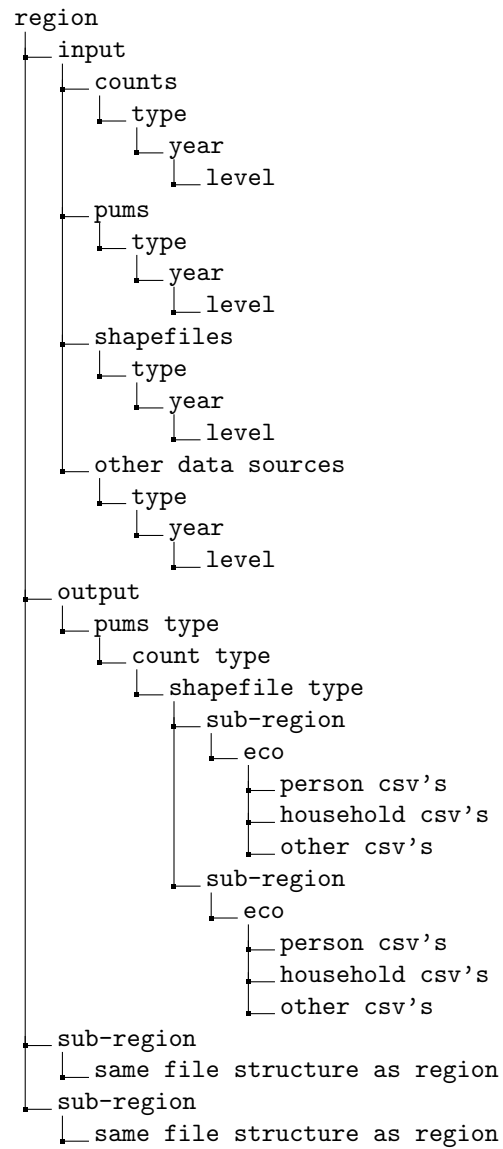 region
input
counts
type
year
level
pums
type
year
level
shapefiles
type
year
level
other data sources
type
year
level
output
pums type
count type
shapefile type
sub-region
eco
person csv's
household csv's
other csv's
sub-region
eco
person csv's
household csv's
other csv's
sub-region
same file structure as region
sub-region
same file structure as region